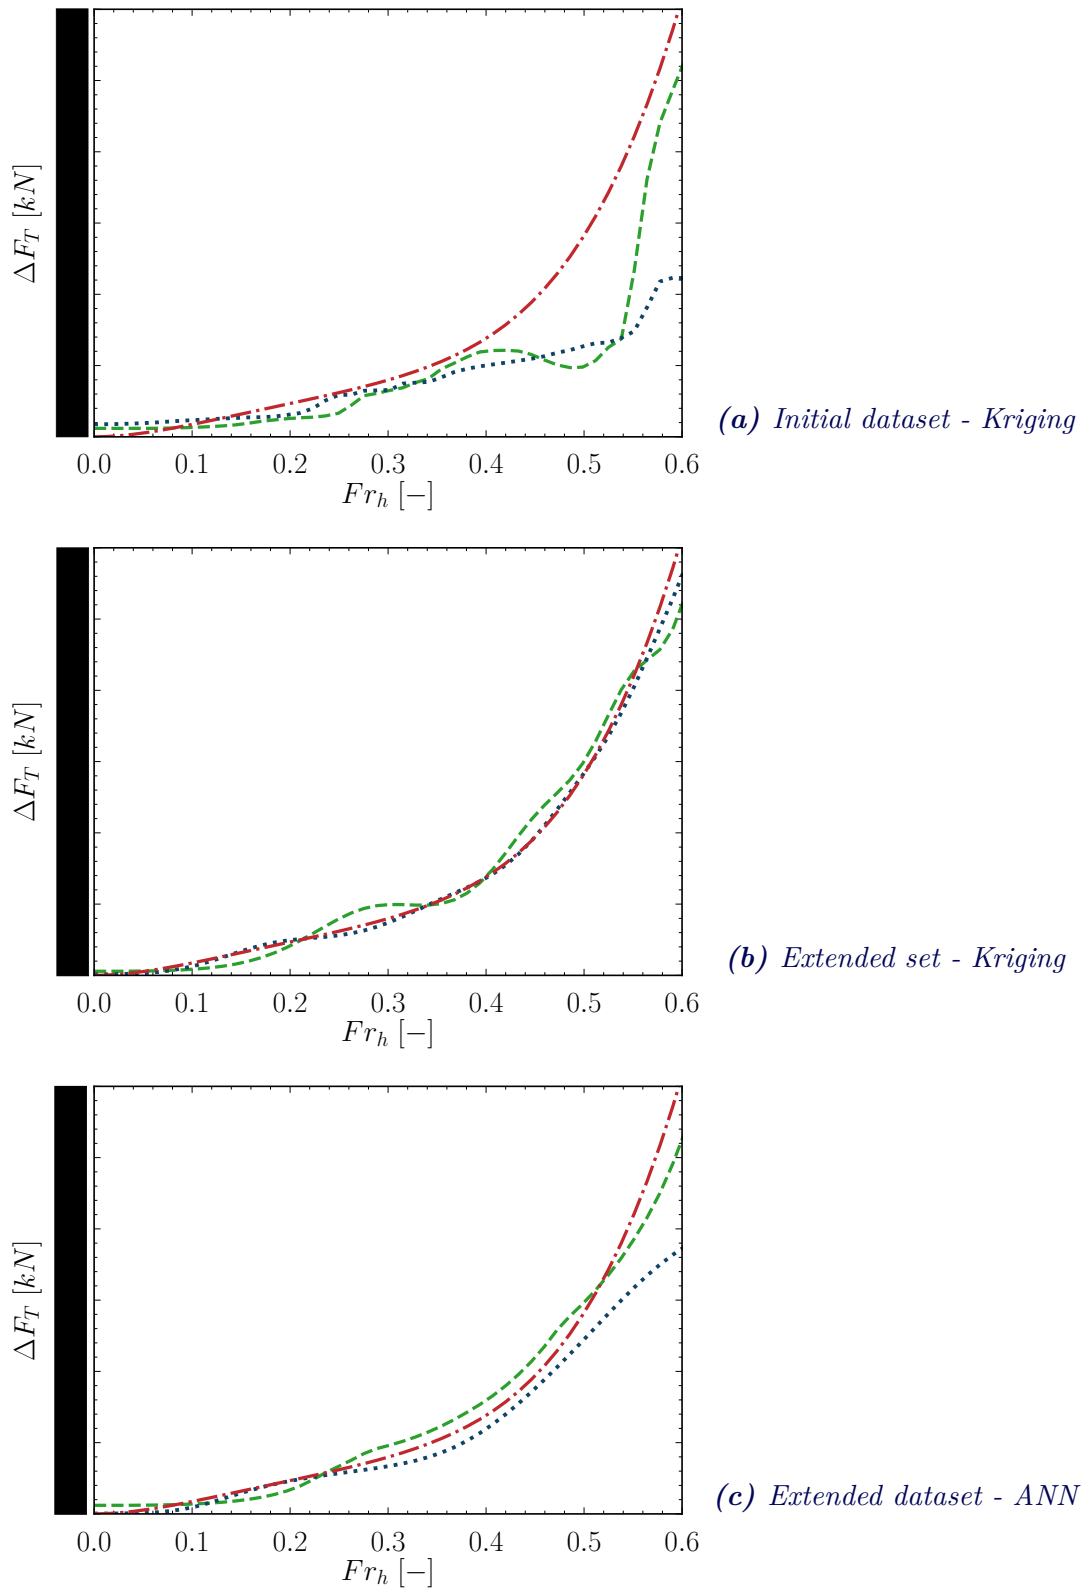 ΔF_T [kN]
0.0 0.1 0.2 0.3 0.4 0.5 0.6
Fr_h [−]
(a) Initial dataset - Kriging
ΔF_T [kN]
0.0 0.1 0.2 0.3 0.4 0.5 0.6
Fr_h [−]
(b) Extended set - Kriging
ΔF_T [kN]
0.0 0.1 0.2 0.3 0.4 0.5 0.6
Fr_h [−]
(c) Extended dataset - ANN